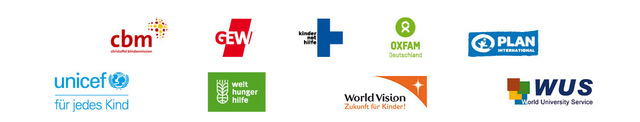 cbm
christoffel blindenmission
GEW
kinder
not
hilfe
OXFAM
Deutschland
PLAN
INTERNATIONAL
unicef
für jedes Kind
welt
hunger
hilfe
World Vision
Zukunft für Kinder!
WUS
World University Service